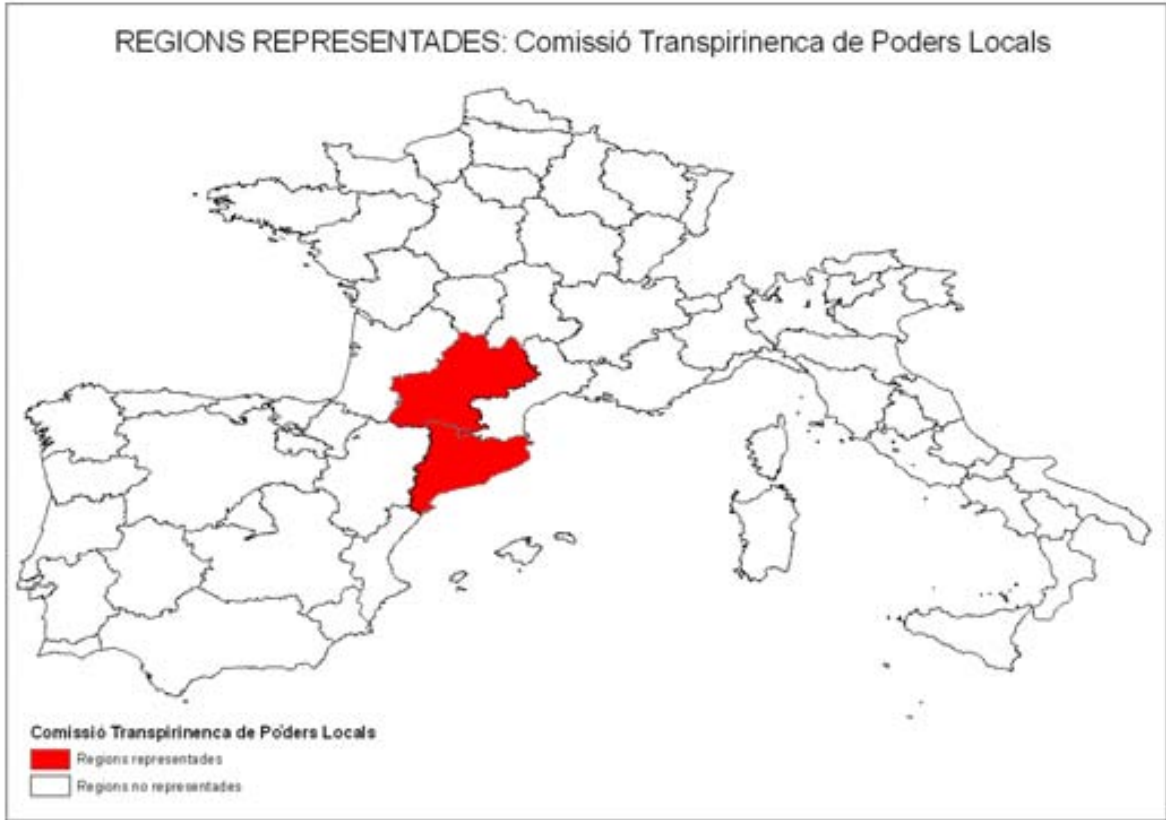 REGIONS REPRESENTADES: Comissió Transpirinenca de Poders Locals
Comissió Transpirinenca de Poders Locals
Regions representades
Regions no representades